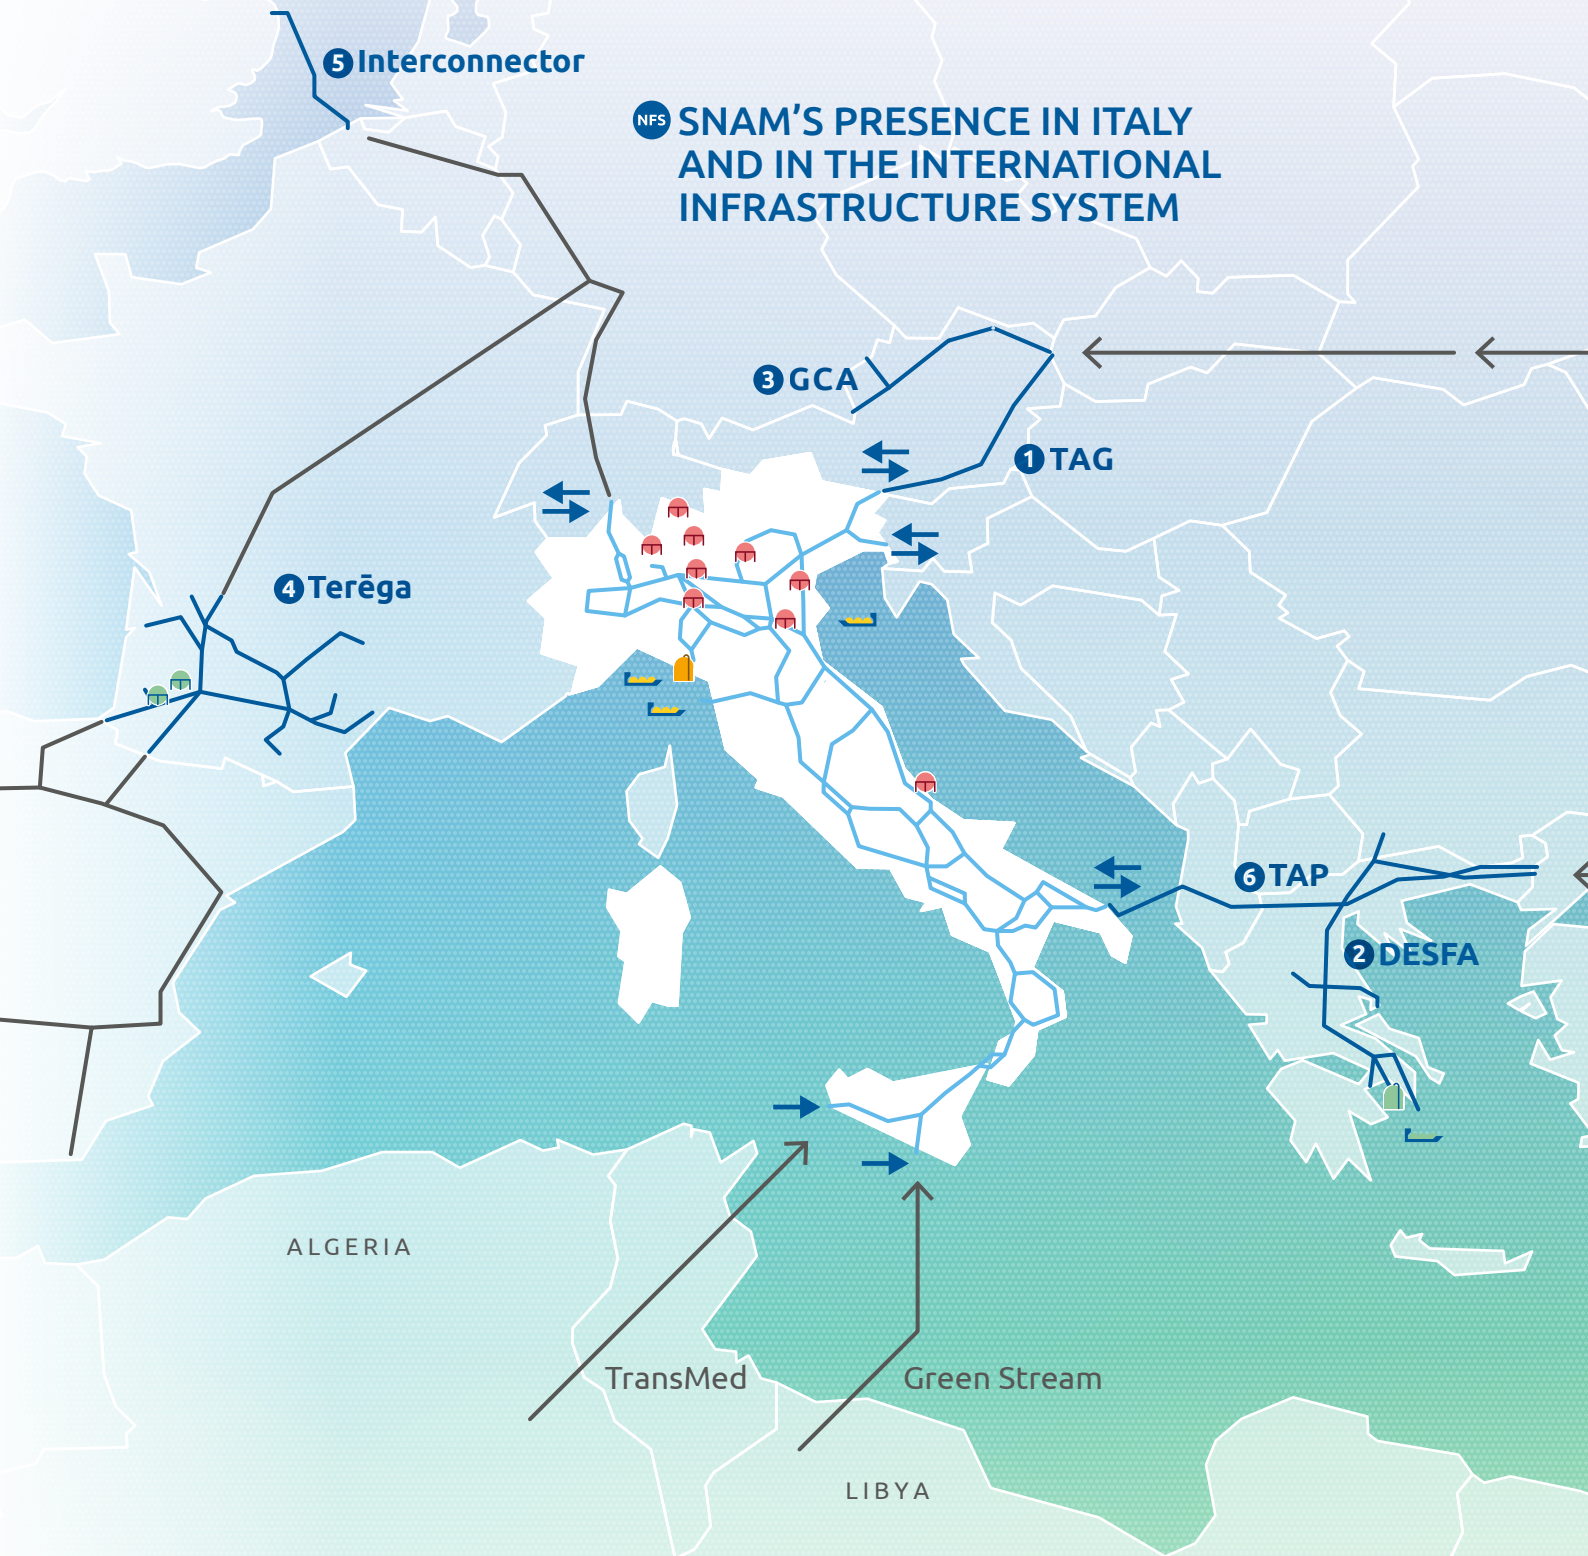 5 Interconnector
NFS SNAM’S PRESENCE IN ITALY
AND IN THE INTERNATIONAL
INFRASTRUCTURE SYSTEM
3 GCA
1 TAG
4 Terēga
6 TAP
2 DESFA
ALGERIA
TransMed
Green Stream
LIBYA